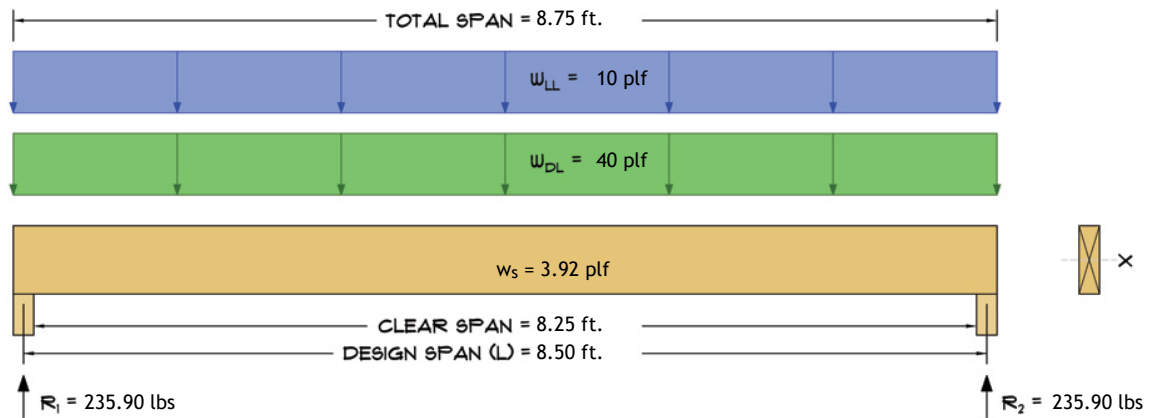 TOTAL SPAN = 8.75 ft.
WLL = 10 plf
WDL = 40 plf
ws = 3.92 plf
X
CLEAR SPAN = 8.25 ft.
DESIGN SPAN (L) = 8.50 ft.
R1 = 235.90 lbs
R2 = 235.90 lbs